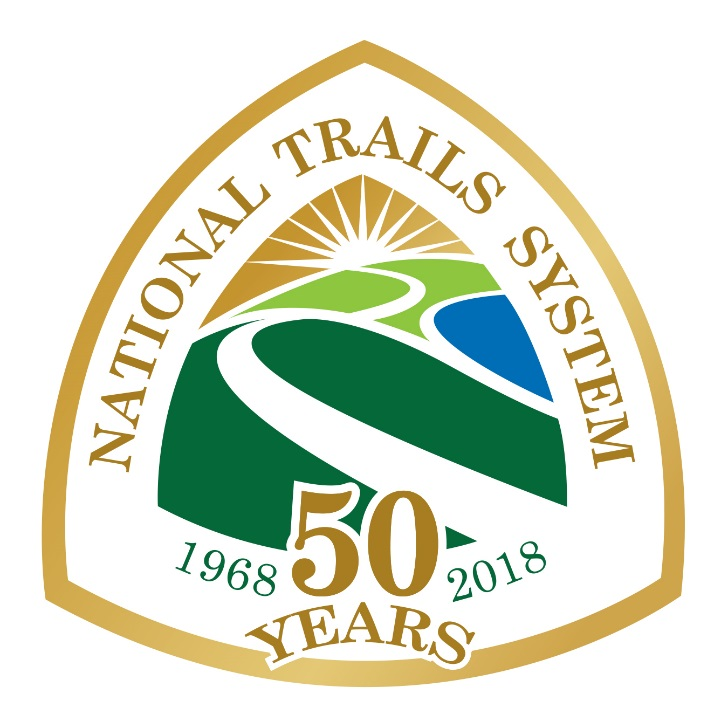 NATIONAL TRAILS SYSTEM
1968 50 2018
YEARS